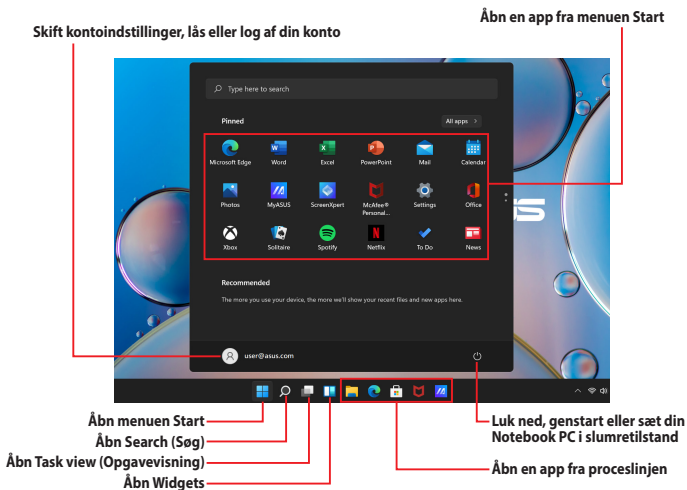 Åbn en app fra menuen Start
Skift kontoindstillinger, lås eller log af din konto
Type here to search
Pinned
All apps >
Microsoft Edge
Word
Excel
PowerPoint
Mail
Calendar
Photos
MyASUS
ScreenXpert
McAfee®
Personal...
Settings
Office
Xbox
Solitaire
Spotify
Netflix
To Do
News
Recommended
The more you use your device, the more we'll show your recent files and new apps here.
user@asus.com
Åbn menuen Start
Åbn Search (Søg)
Åbn Task view (Opgavevisning)
Åbn Widgets
Luk ned, genstart eller sæt din
Notebook PC i slumretilstand
Åbn en app fra proceslinjen